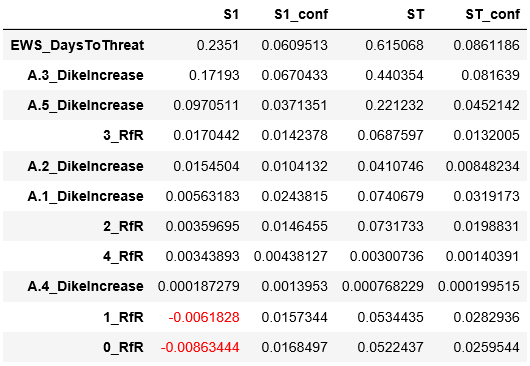 S1 S1_conf ST ST_conf
EWS_DaysToThreat 0.2351 0.0609513 0.615068 0.0861186
A.3_DikeIncrease 0.17193 0.0670433 0.440354 0.081639
A.5_DikeIncrease 0.0970511 0.0371351 0.221232 0.0452142
3_RfR 0.0170442 0.0142378 0.0687597 0.0132005
A.2_DikeIncrease 0.0154504 0.0104132 0.0410746 0.00848234
A.1_DikeIncrease 0.00563183 0.0243815 0.0740679 0.0319173
2_RfR 0.00359695 0.0146455 0.0731733 0.0198831
4_RfR 0.00343893 0.00438127 0.00300736 0.00140391
A.4_DikeIncrease 0.000187279 0.0013953 0.000768229 0.000199515
1_RfR -0.0061828 0.0157344 0.0534435 0.0282936
0_RfR -0.00863444 0.0168497 0.0522437 0.0259544